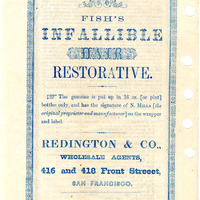 FISH'S
INFALLIBLE
HAIR
RESTORATIVE.
☞ The genuine is put up in 16 oz. [or pint]
bottles only, and has the signature of N. MILLS [the
original proprietor and manufacturer] on the wrapper
and label.
REDINGTON & CO.,
WHOLESALE AGENTS,
416 and 418 Front Street,
SAN FRANCISCO.